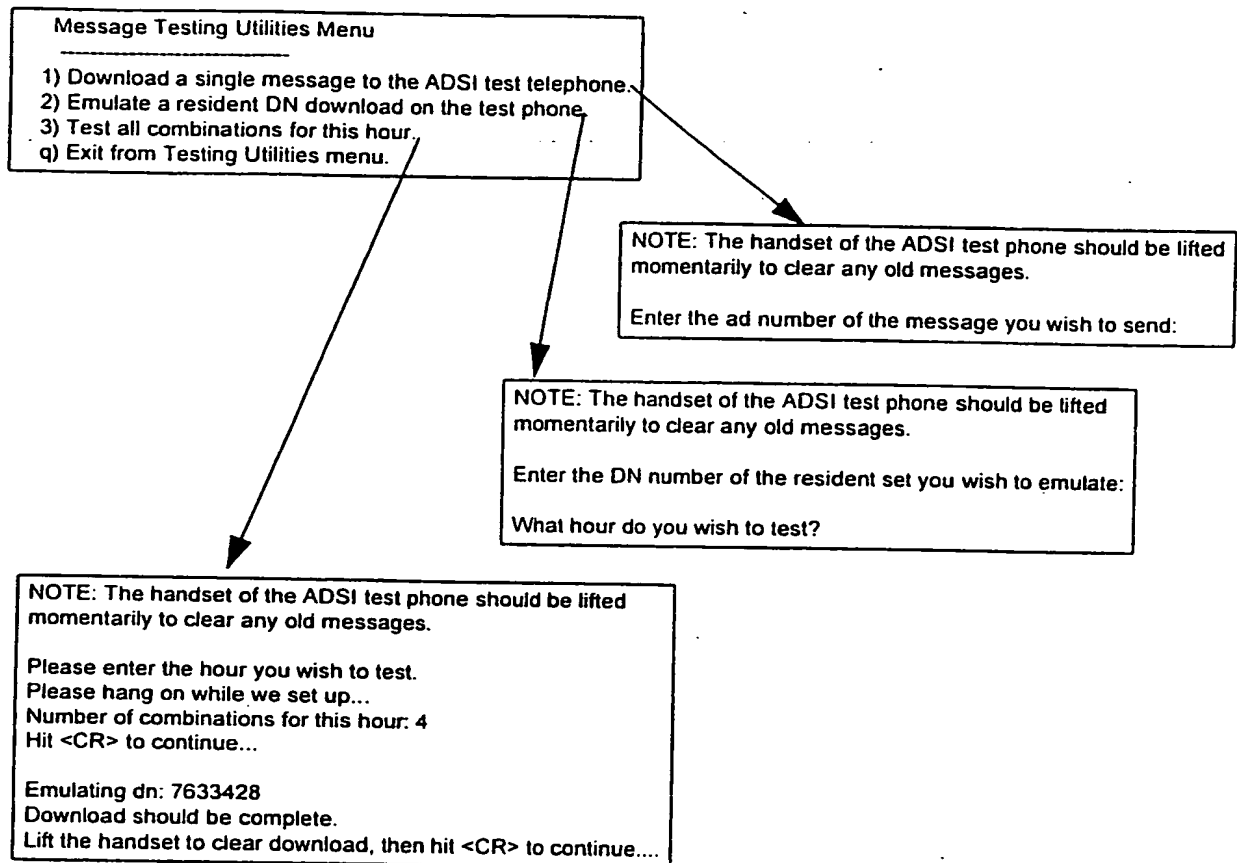 Message Testing Utilities Menu
-------------------------
1) Download a single message to the ADSI test telephone.
2) Emulate a resident DN download on the test phone.
3) Test all combinations for this hour.
q) Exit from Testing Utilities menu.
NOTE: The handset of the ADSI test phone should be lifted
momentarily to clear any old messages.
Enter the ad number of the message you wish to send:
NOTE: The handset of the ADSI test phone should be lifted
momentarily to clear any old messages.
Enter the DN number of the resident set you wish to emulate:
What hour do you wish to test?
NOTE: The handset of the ADSI test phone should be lifted
momentarily to clear any old messages.
Please enter the hour you wish to test.
Please hang on while we set up...
Number of combinations for this hour: 4
Hit <CR> to continue...
Emulating dn: 7633428
Download should be complete.
Lift the handset to clear download, then hit <CR> to continue....